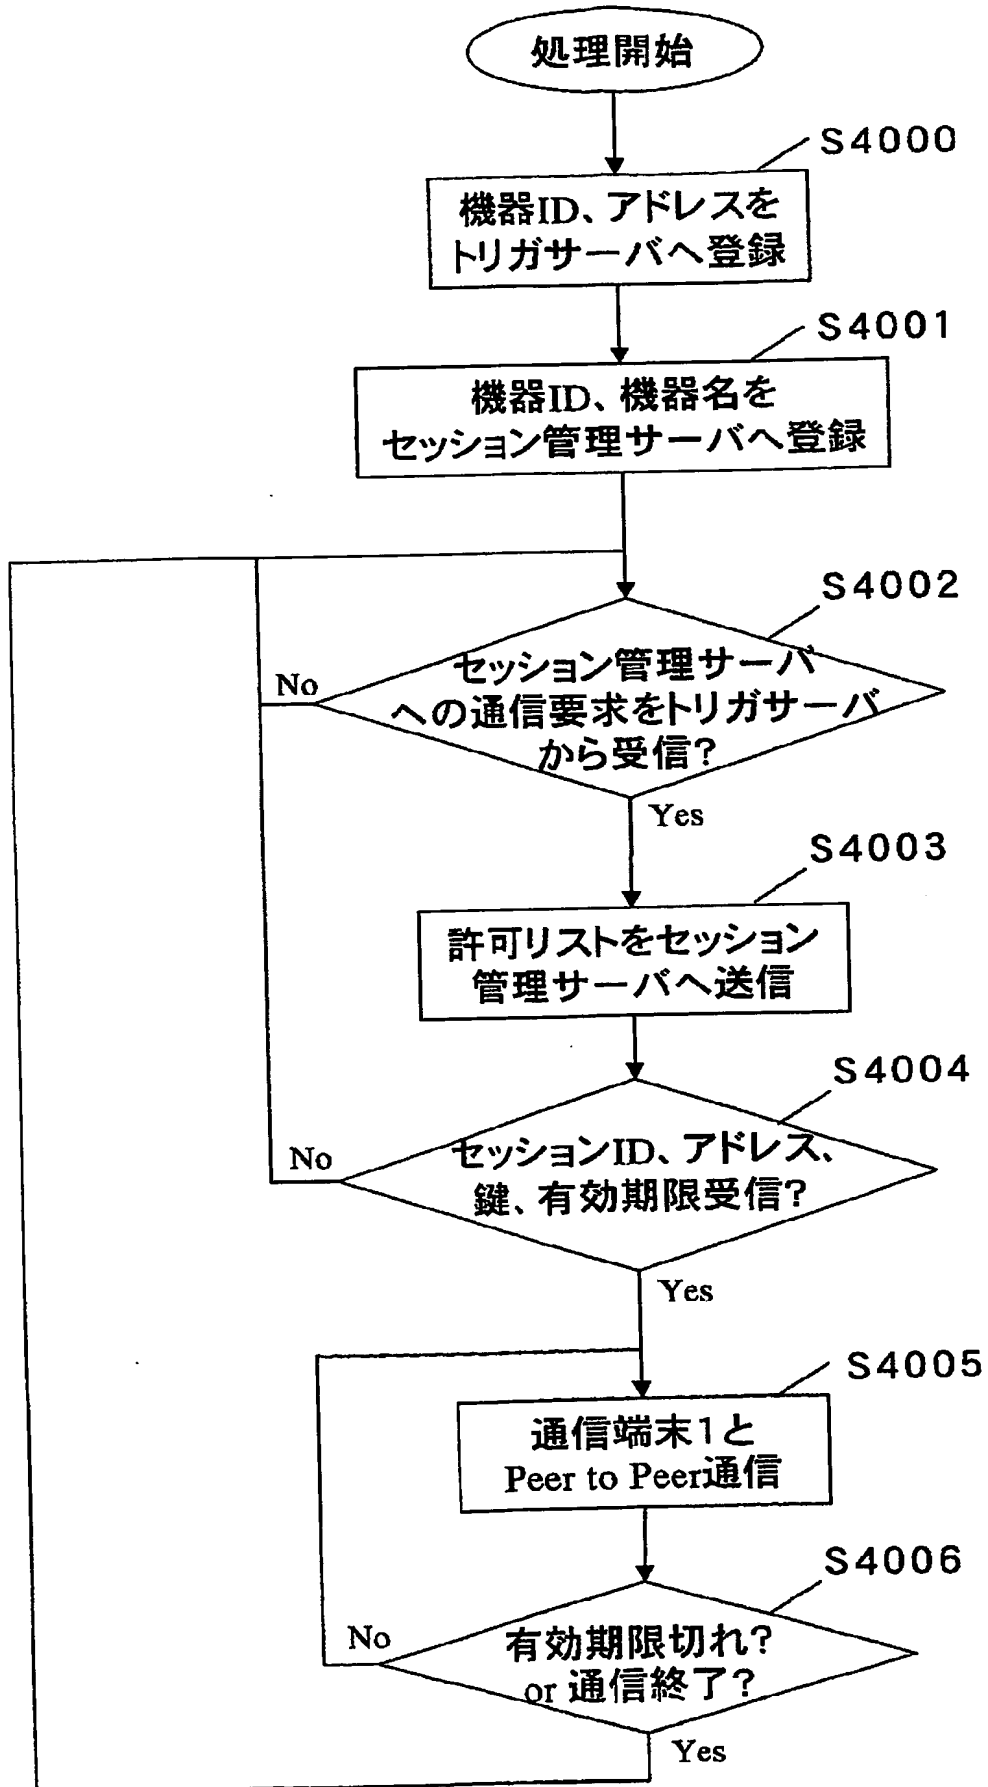 処理開始
S4000
機器ID、アドレスを
トリガサーバへ登録
S4001
機器ID、機器名を
セッション管理サーバへ登録
S4002
セッション管理サーバ
への通信要求をトリガサーバ
から受信?
No
Yes
S4003
許可リストをセッション
管理サーバへ送信
S4004
セッションID、アドレス、
鍵、有効期限受信?
No
Yes
S4005
通信端末1と
Peer to Peer通信
S4006
有効期限切れ?
or 通信終了?
No
Yes